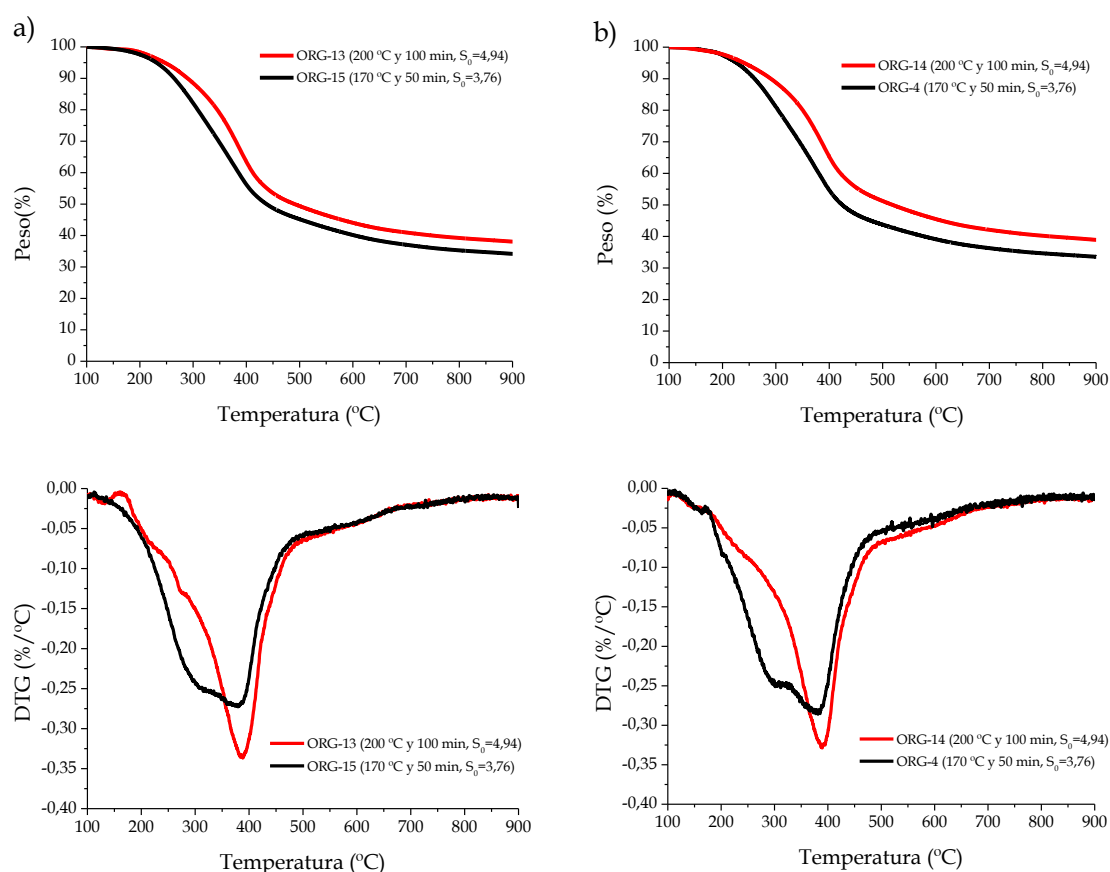 a)
100
90
80
70
60
50
40
30
20
10
0
Peso(%)
ORG-13 (200 ºC y 100 min, S0=4,94)
ORG-15 (170 ºC y 50 min, S0=3,76)
100 200 300 400 500 600 700 800 900
Temperatura (ºC)
b)
100
90
80
70
60
50
40
30
20
10
0
Peso (%)
ORG-14 (200 ºC y 100 min, S0=4,94)
ORG-4 (170 ºC y 50 min, S0=3,76)
100 200 300 400 500 600 700 800 900
Temperatura (ºC)
0,00
-0,05
-0,10
-0,15
-0,20
-0,25
-0,30
-0,35
-0,40
DTG (%/ºC)
ORG-13 (200 ºC y 100 min, S0=4,94)
ORG-15 (170 ºC y 50 min, S0=3,76)
100 200 300 400 500 600 700 800 900
Temperatura (ºC)
0,00
-0,05
-0,10
-0,15
-0,20
-0,25
-0,30
-0,35
-0,40
DTG (%/ºC)
ORG-14 (200 ºC y 100 min, S0=4,94)
ORG-4 (170 ºC y 50 min, S0=3,76)
100 200 300 400 500 600 700 800 900
Temperatura (ºC)